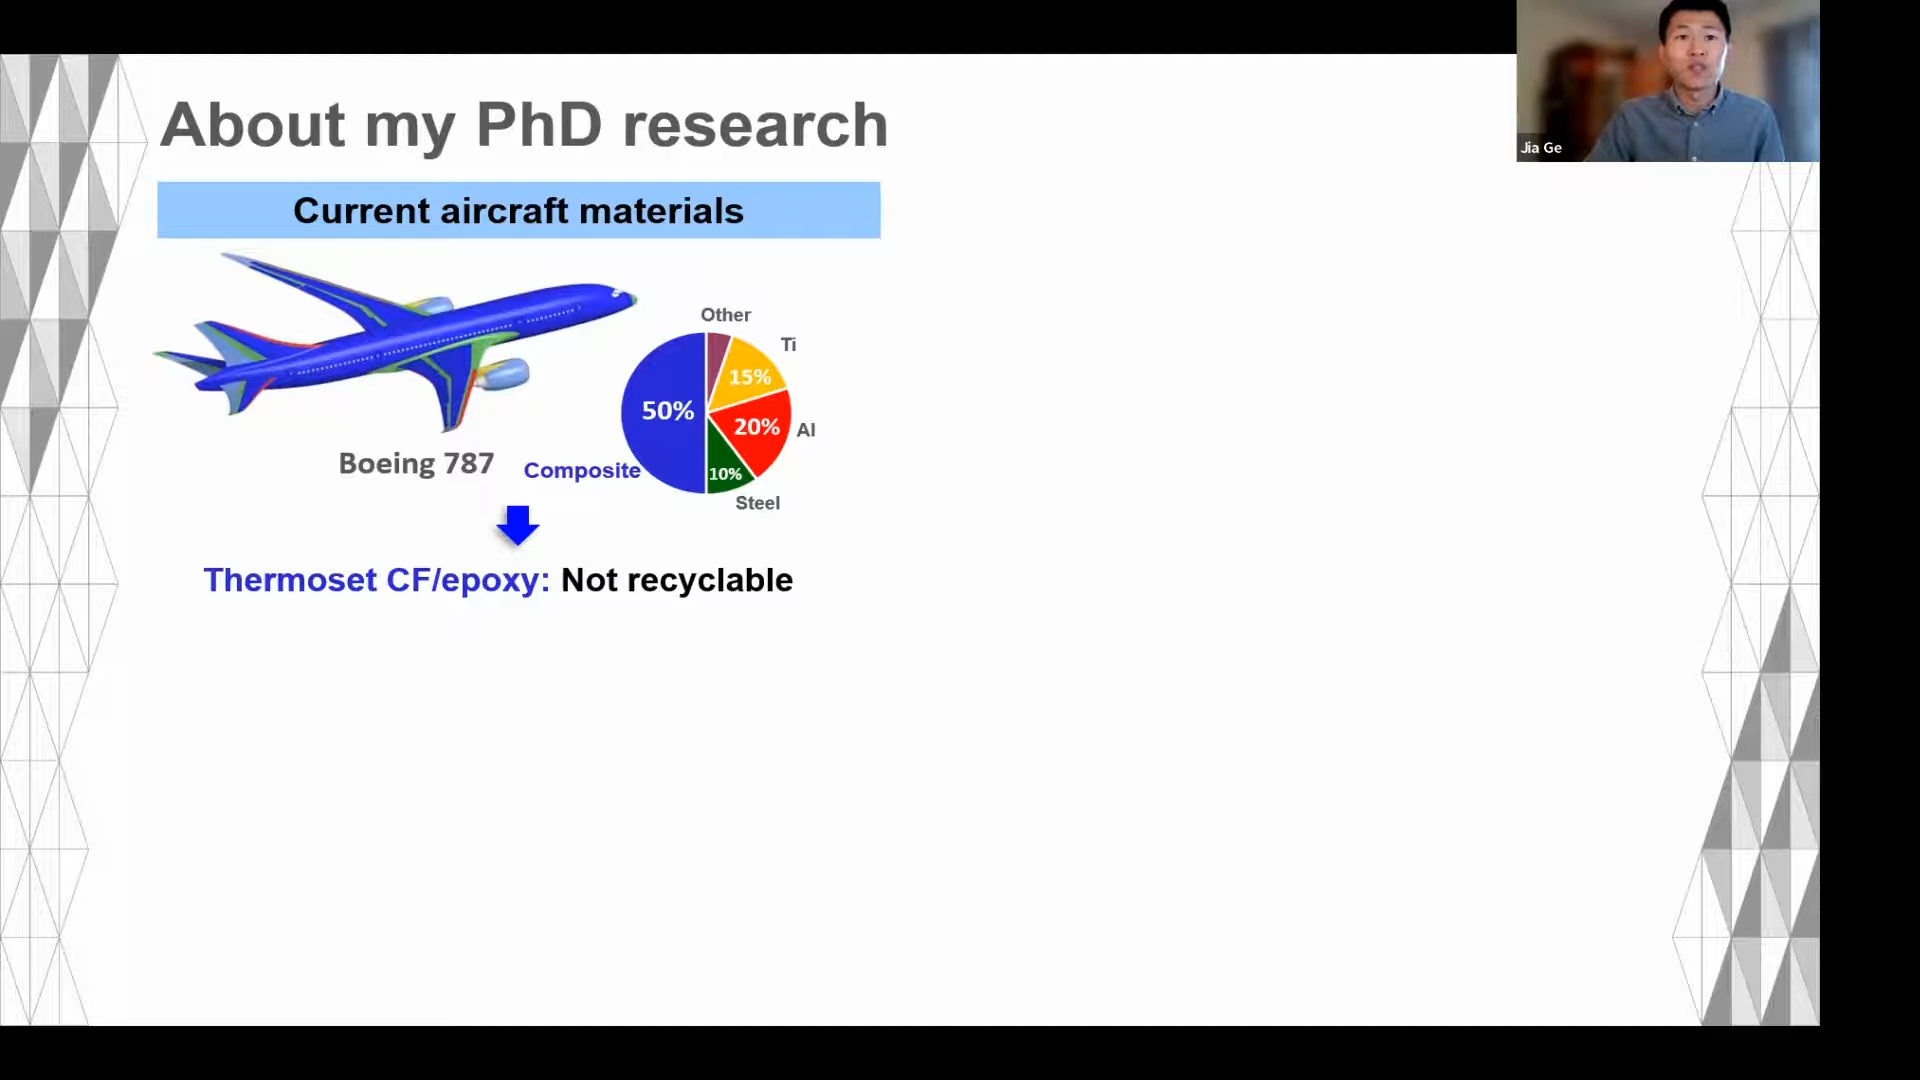 Jia Ge
About my PhD research
Current aircraft materials
Other
Ti
15%
50%
20%
Al
10%
Steel
Boeing 787
Composite
Thermoset CF/epoxy: Not recyclable